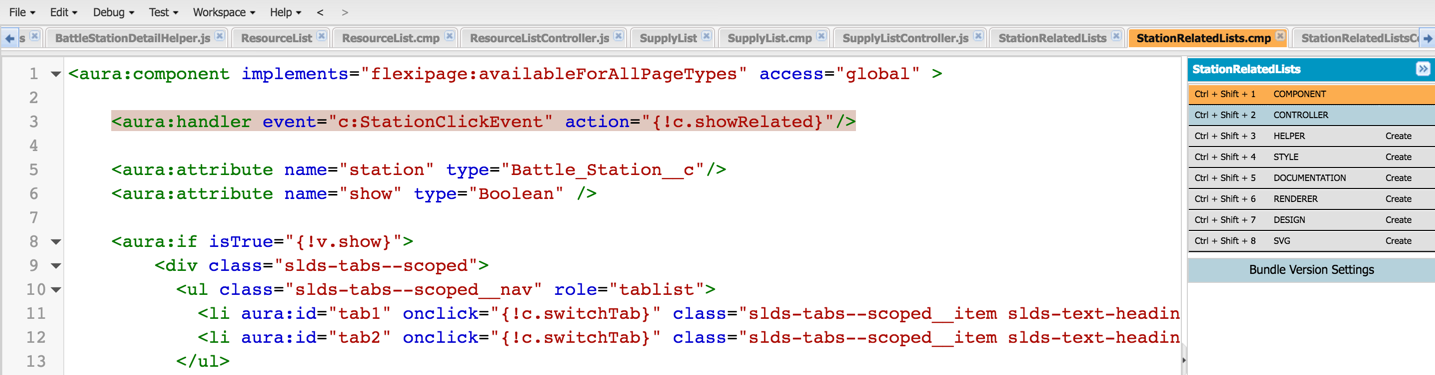 File Edit Debug Test Workspace Help < >
s BattleStationDetailHelper.js ResourceList ResourceList.cmp ResourceListController.js SupplyList SupplyList.cmp SupplyListController.js StationRelatedLists StationRelatedLists.cmp StationRelatedListsCo
1 <aura:component implements="flexipage:availableForAllPageTypes" access="global" >
2
3 <aura:handler event="c:StationClickEvent" action="{!c.showRelated}"/>
4
5 <aura:attribute name="station" type="Battle_Station__c"/>
6 <aura:attribute name="show" type="Boolean" />
7
8 <aura:if isTrue="{!v.show}">
9 <div class="slds-tabs--scoped">
10 <ul class="slds-tabs--scoped__nav" role="tablist">
11 <li aura:id="tab1" onclick="{!c.switchTab}" class="slds-tabs--scoped__item slds-text-headin
12 <li aura:id="tab2" onclick="{!c.switchTab}" class="slds-tabs--scoped__item slds-text-headin
13 </ul>
StationRelatedLists
Ctrl + Shift + 1 COMPONENT
Ctrl + Shift + 2 CONTROLLER
Ctrl + Shift + 3 HELPER Create
Ctrl + Shift + 4 STYLE Create
Ctrl + Shift + 5 DOCUMENTATION Create
Ctrl + Shift + 6 RENDERER Create
Ctrl + Shift + 7 DESIGN Create
Ctrl + Shift + 8 SVG Create
Bundle Version Settings